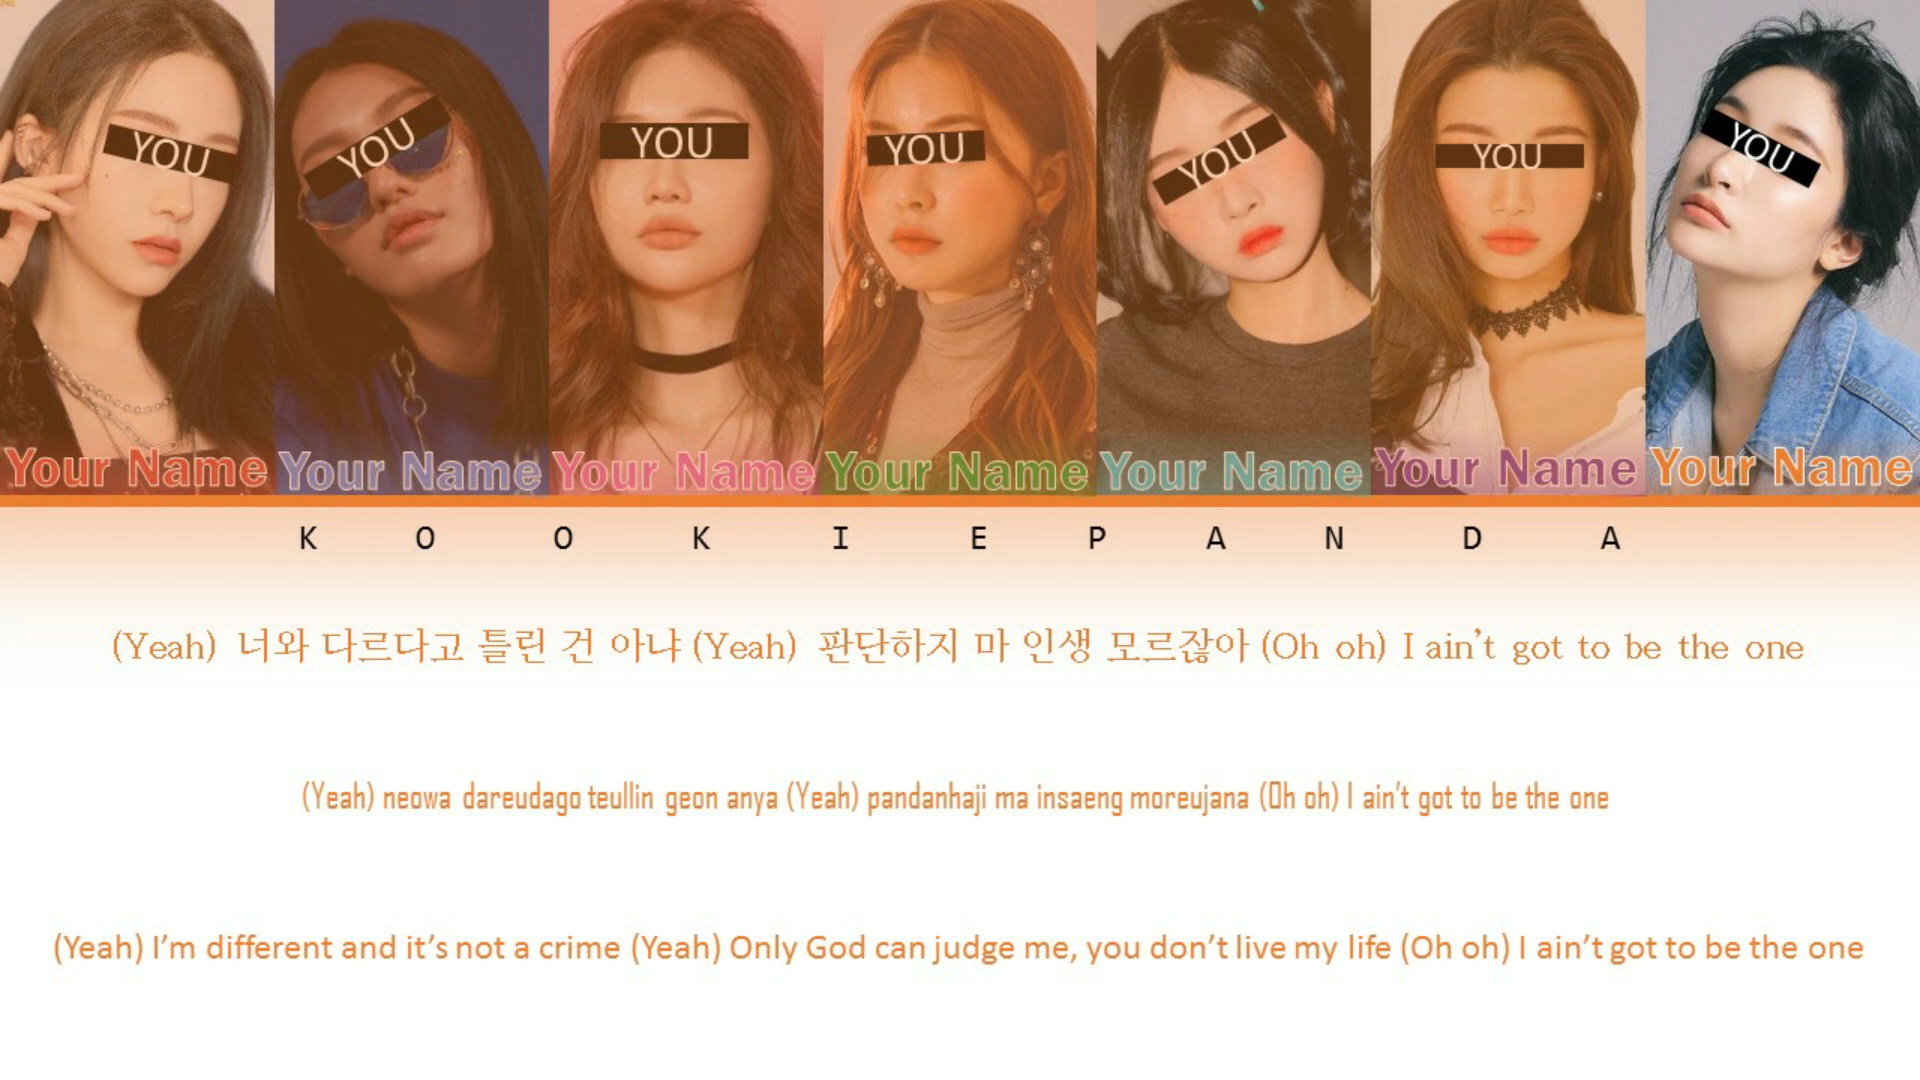 YOU YOU YOU YOU YOU YOU YOU
Your Name Your Name Your Name Your Name Your Name Your Name Your Name
K O O K I E P A N D A
(Yeah) 너와 다르다고 틀린 건 아냐 (Yeah) 판단하지 마 인생 모르잖아 (Oh oh) I ain’t got to be the one
(Yeah) neowa dareudago teullin geon anya (Yeah) pandanhaji ma insaeng moreujana (Oh oh) I ain’t got to be the one
(Yeah) I’m different and it’s not a crime (Yeah) Only God can judge me, you don’t live my life (Oh oh) I ain’t got to be the one